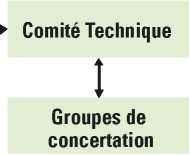 Comité Technique
Groupes de
concertation